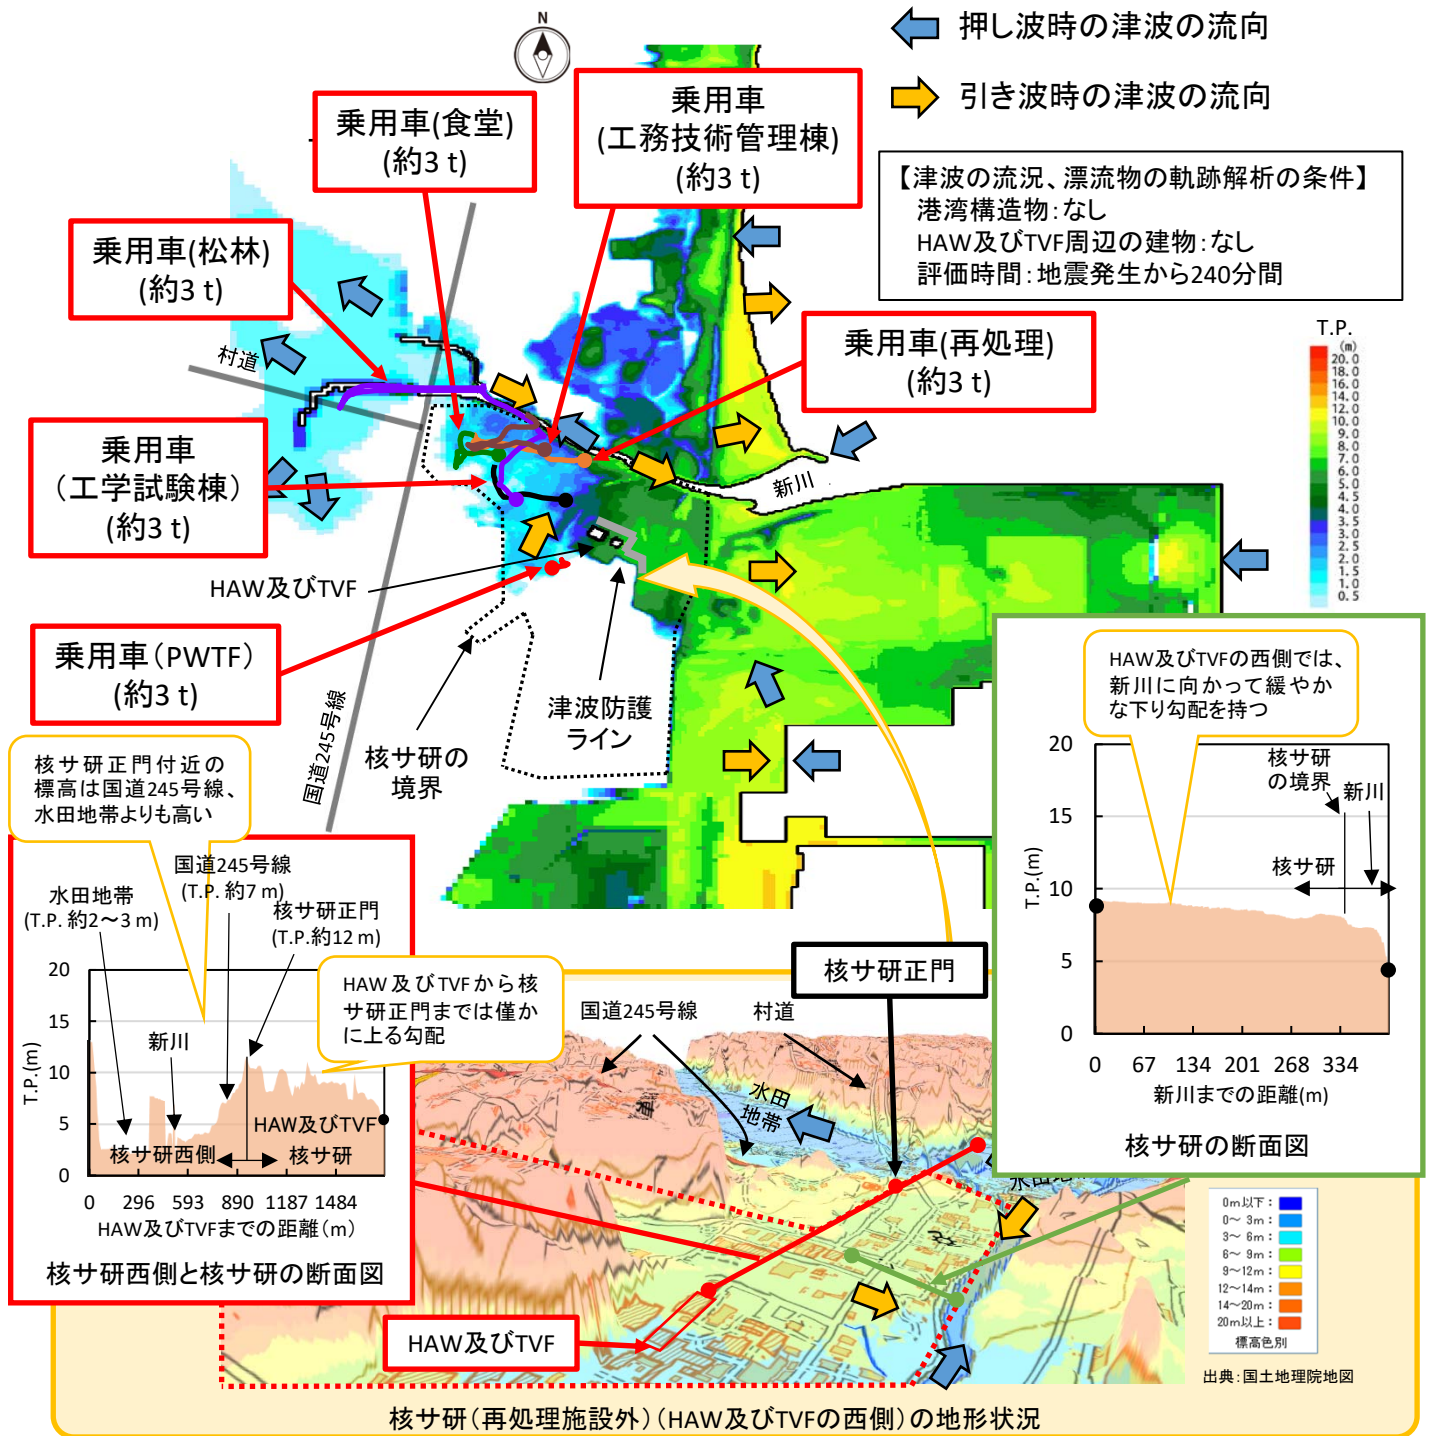 N
押し波時の津波の流向
引き波時の津波の流向
乗用車(食堂)
(約3 t)
乗用車
(工務技術管理棟)
(約3 t)
【津波の流況、漂流物の軌跡解析の条件】
港湾構造物：なし
HAW及びTVF周辺の建物：なし
評価時間：地震発生から240分間
乗用車(松林)
(約3 t)
乗用車(再処理)
(約3 t)
村道
T.P.
(m)
20.0
18.0
16.0
14.0
12.0
10.0
9.0
8.0
7.0
6.0
5.0
4.5
4.0
3.5
3.0
2.5
2.0
1.5
1.0
0.5
乗用車
（工学試験棟）
(約3 t)
新川
HAW及びTVF
乗用車（PWTF）
(約3 t)
国道245号線
核サ研の
境界
津波防護
ライン
HAW及びTVFの西側では、
新川に向かって緩やか
な下り勾配を持つ
20
15
10
5
0
T.P.(m)
核サ研
の境界
新川
核サ研
0 67 134 201 268 334
新川までの距離(m)
核サ研の断面図
核サ研正門付近の
標高は国道245号線、
水田地帯よりも高い
国道245号線
(T.P. 約7 m)
水田地帯
(T.P. 約2～3 m)
核サ研正門
(T.P.約12 m)
20
15
10
5
0
T.P.(m)
新川
HAW及びTVF
核サ研西側
核サ研
0 296 593 890 1187 1484
HAW及びTVFまでの距離(m)
核サ研西側と核サ研の断面図
HAW及びTVFから核
サ研正門までは僅か
に上る勾配
核サ研正門
国道245号線
村道
水田
地帯
HAW及びTVF
0m以下：
0～ 3m：
3～ 6m：
6～ 9m：
9～12m：
12～14m：
14～20m：
20m以上：
標高色別
出典：国土地理院地図
核サ研（再処理施設外）（HAW及びTVFの西側）の地形状況